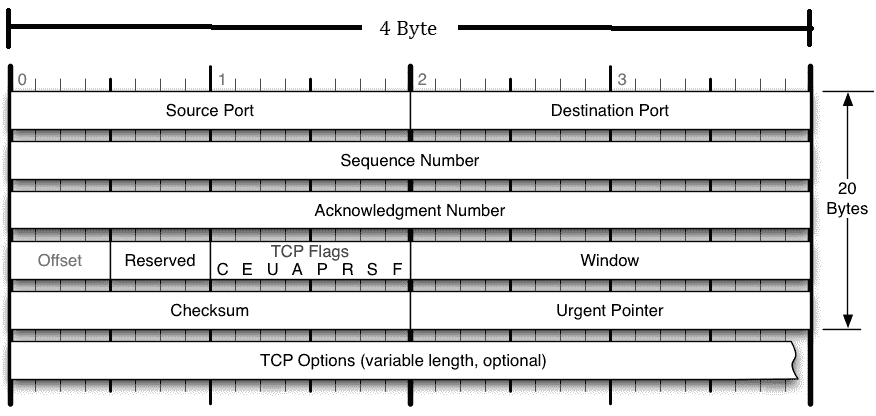 4 Byte
0 1 2 3
Source Port Destination Port
Sequence Number
20
Bytes
Acknowledgment Number
Offset Reserved TCP Flags Window
C E U A P R S F
Checksum Urgent Pointer
TCP Options (variable length, optional)